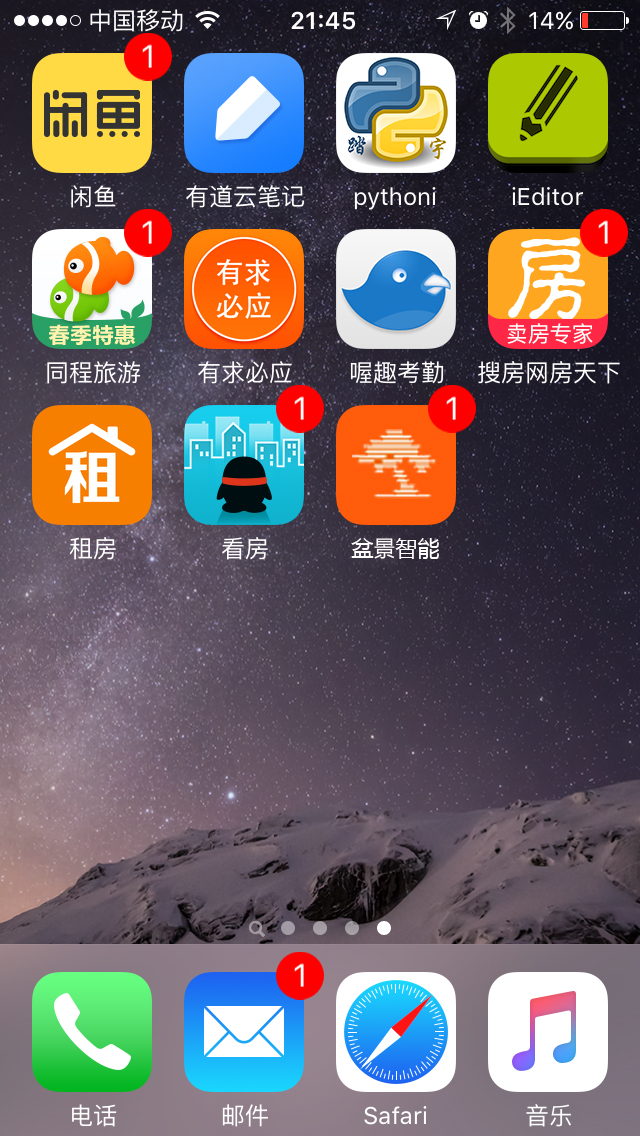 中国移动
21:45
14%
1
闲鱼
踏 字
闲鱼
有道云笔记
pythoni
iEditor
1
1
春季特惠
有求
必应
房
卖房专家
同程旅游
有求必应
喔趣考勤
搜房网房天下
1
1
租
租房
看房
盆景智能
1
电话
邮件
Safari
音乐